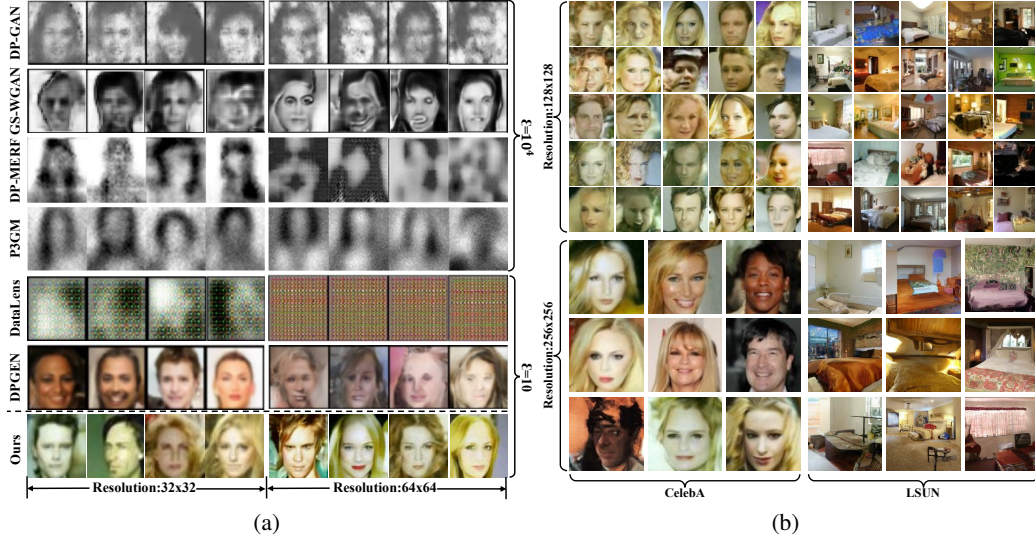 DP-GAN
GS-WGAN
DP-MERF
P3GM
DataLens
DPGEN
Ours
ξ=10⁴
ξ=10
Resolution:32x32
Resolution:64x64
(a)
Resolution:128x128
Resolution:256x256
CelebA
LSUN
(b)